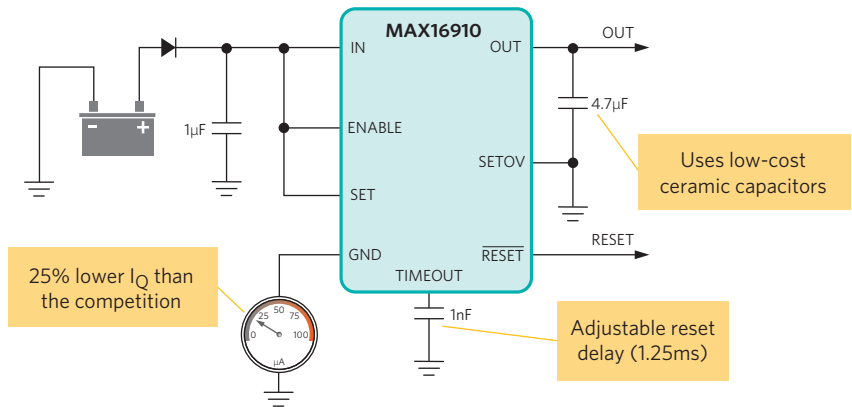 MAX16910
IN
OUT
OUT
- +
1µF
4.7µF
ENABLE
SETOV
Uses low-cost
ceramic capacitors
SET
GND
RESET
RESET
TIMEOUT
25% lower IQ than
the competition
0 25 50 75 100
µA
1nF
Adjustable reset
delay (1.25ms)